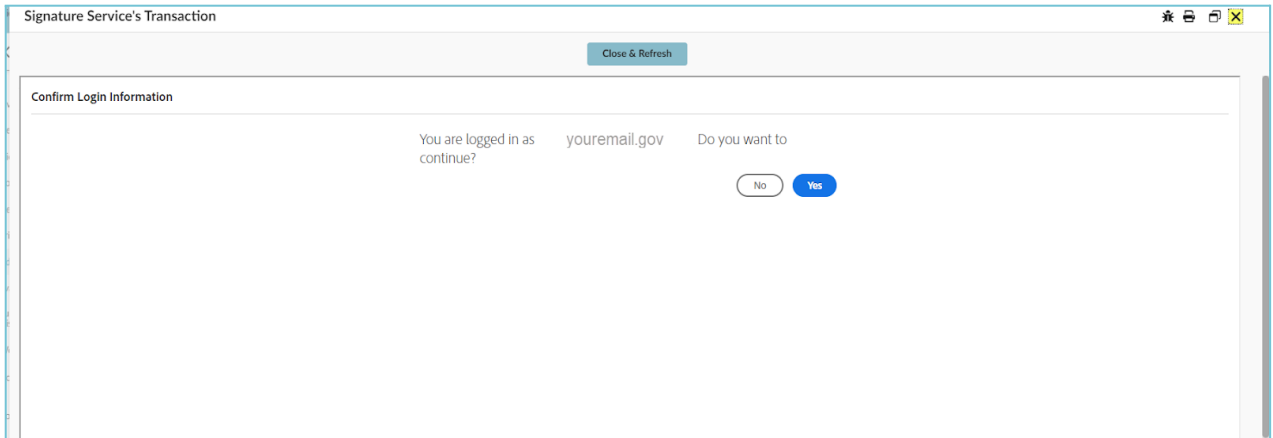 Signature Service's Transaction
Close & Refresh
Confirm Login Information
You are logged in as youremail.gov Do you want to
continue?
No Yes